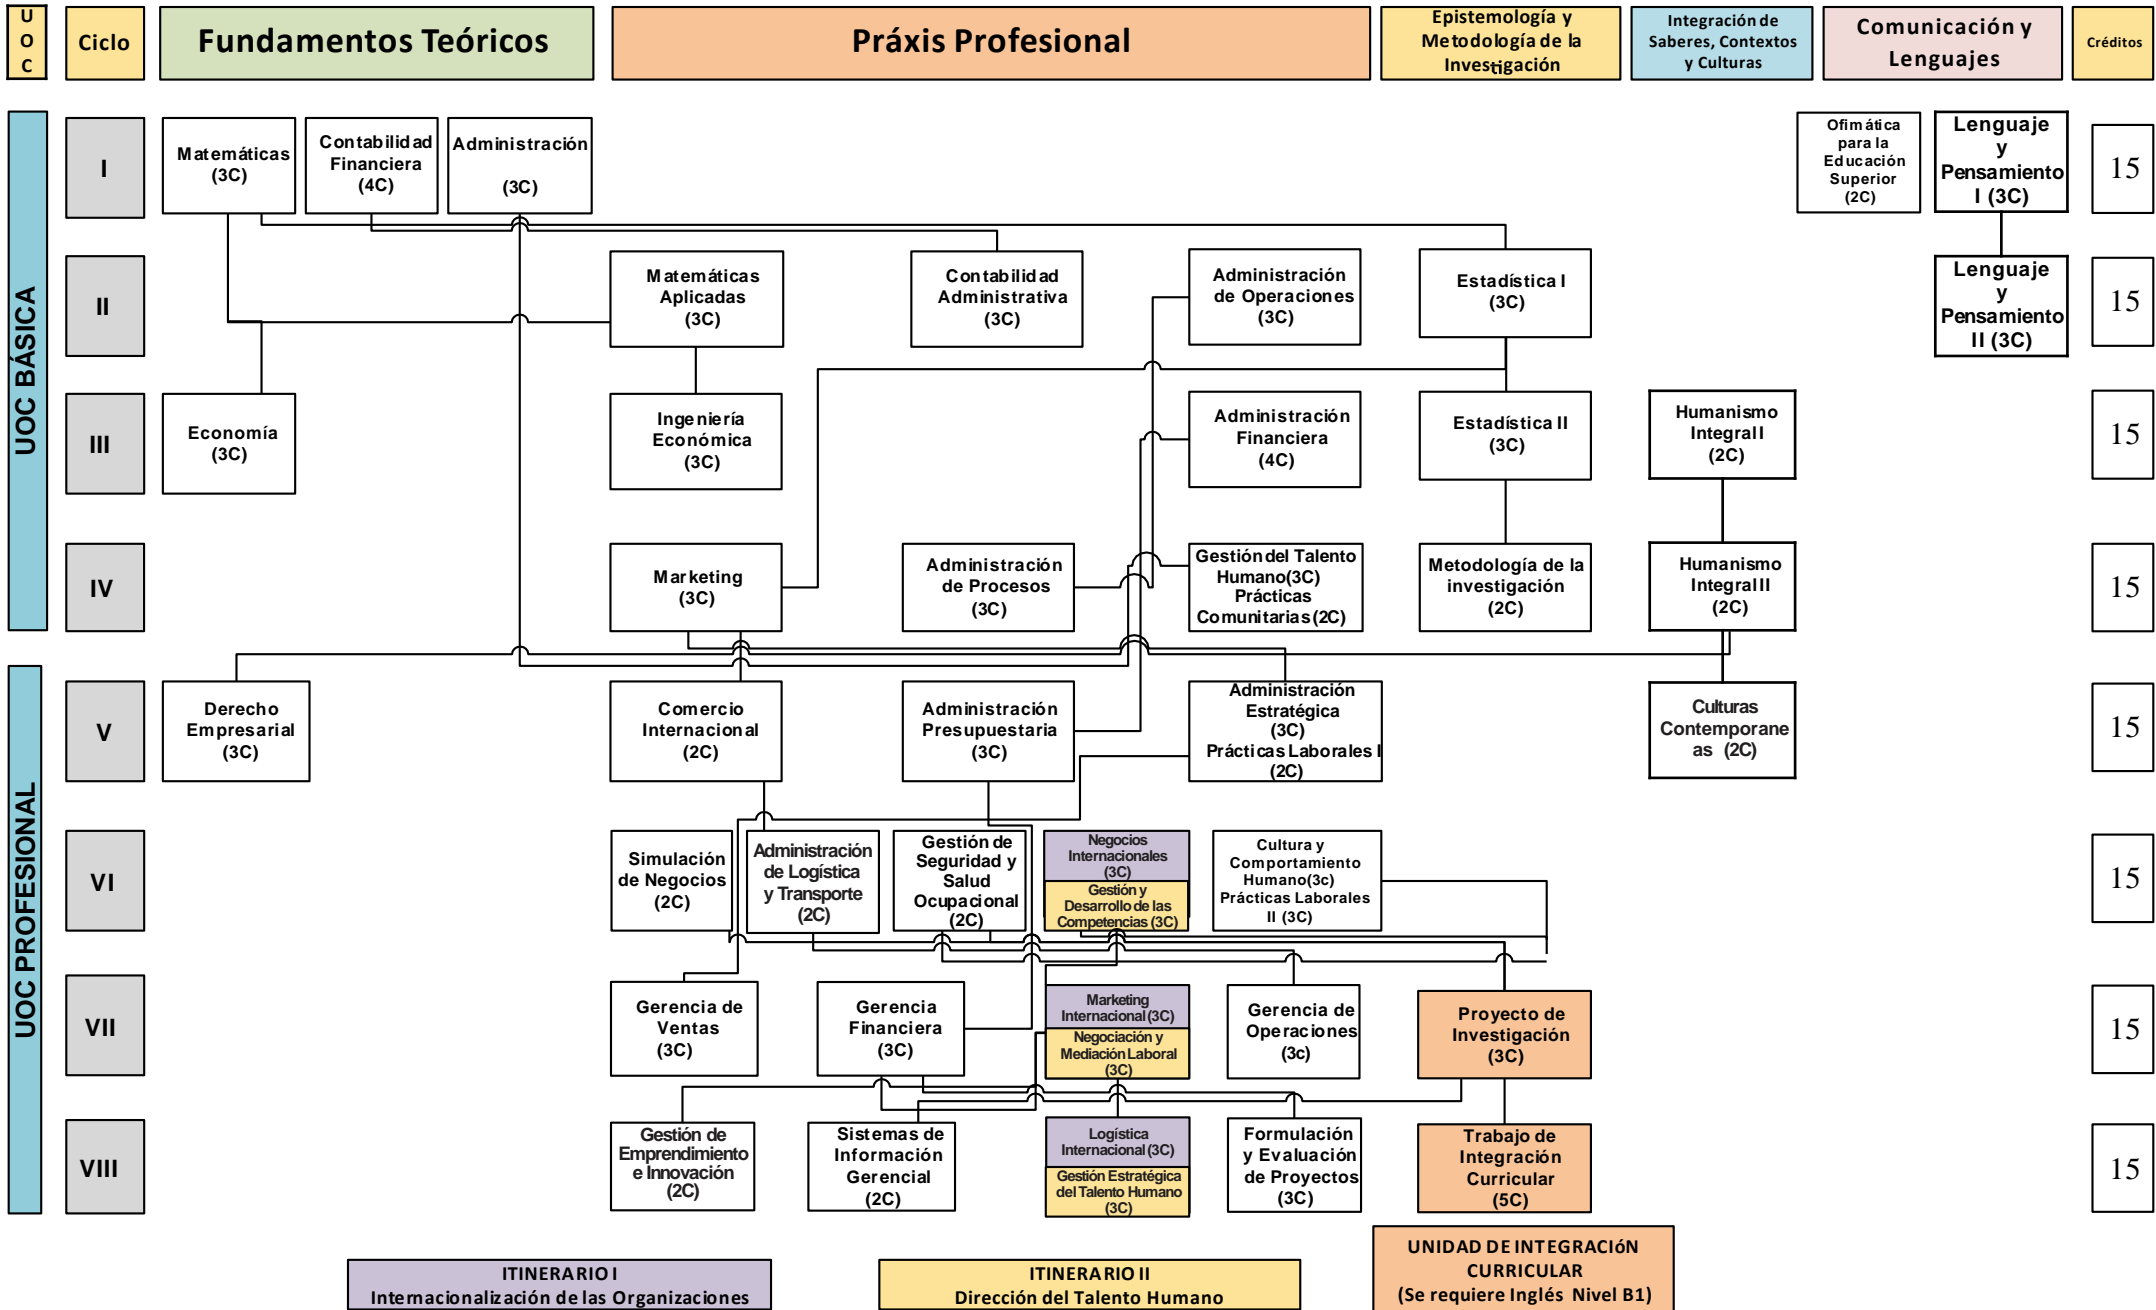 U
O
C
Ciclo
Fundamentos Teóricos
Práxis Profesional
Epistemología y
Metodología de la
Investigación
Integración de
Saberes, Contextos
y Culturas
Comunicación y
Lenguajes
Créditos
UOC BÁSICA
I
Matemáticas
(3C)
Contabilidad
Financiera
(4C)
Administración
(3C)
Ofimática
para la
Educación
Superior
(2C)
Lenguaje
y
Pensamiento
I (3C)
15
II
Matemáticas
Aplicadas
(3C)
Contabilidad
Administrativa
(3C)
Administración
de Operaciones
(3C)
Estadística I
(3C)
Lenguaje
y
Pensamiento
II (3C)
15
III
Economía
(3C)
Ingeniería
Económica
(3C)
Administración
Financiera
(4C)
Estadística II
(3C)
Humanismo
Integral I
(2C)
15
IV
Marketing
(3C)
Administración
de Procesos
(3C)
Gestión del Talento
Humano(3C)
Prácticas
Comunitarias (2C)
Metodología de la
investigación
(2C)
Humanismo
Integral II
(2C)
15
UOC PROFESIONAL
V
Derecho
Empresarial
(3C)
Comercio
Internacional
(2C)
Administración
Presupuestaria
(3C)
Administración
Estratégica
(3C)
Prácticas Laborales I
(2C)
Culturas
Contemporane
as (2C)
15
VI
Simulación
de Negocios
(2C)
Administración
de Logística
y Transporte
(2C)
Gestión de
Seguridad y
Salud
Ocupacional
(2C)
Negocios
Internacionales
(3C)
Gestión y
Desarrollo de las
Competencias (3C)
Cultura y
Comportamiento
Humano(3c)
Prácticas Laborales
II (3C)
15
VII
Gerencia de
Ventas
(3C)
Gerencia
Financiera
(3C)
Marketing
Internacional (3C)
Negociación y
Mediación Laboral
(3C)
Gerencia de
Operaciones
(3c)
Proyecto de
Investigación
(3C)
15
VIII
Gestión de
Emprendimiento
e Innovación
(2C)
Sistemas de
Información
Gerencial
(2C)
Logística
Internacional (3C)
Gestión Estratégica
del Talento Humano
(3C)
Formulación
y Evaluación
de Proyectos
(3C)
Trabajo de
Integración
Curricular
(5C)
15
ITINERARIO I
Internacionalización de las Organizaciones
ITINERARIO II
Dirección del Talento Humano
UNIDAD DE INTEGRACIóN
CURRICULAR
(Se requiere Inglés Nivel B1)